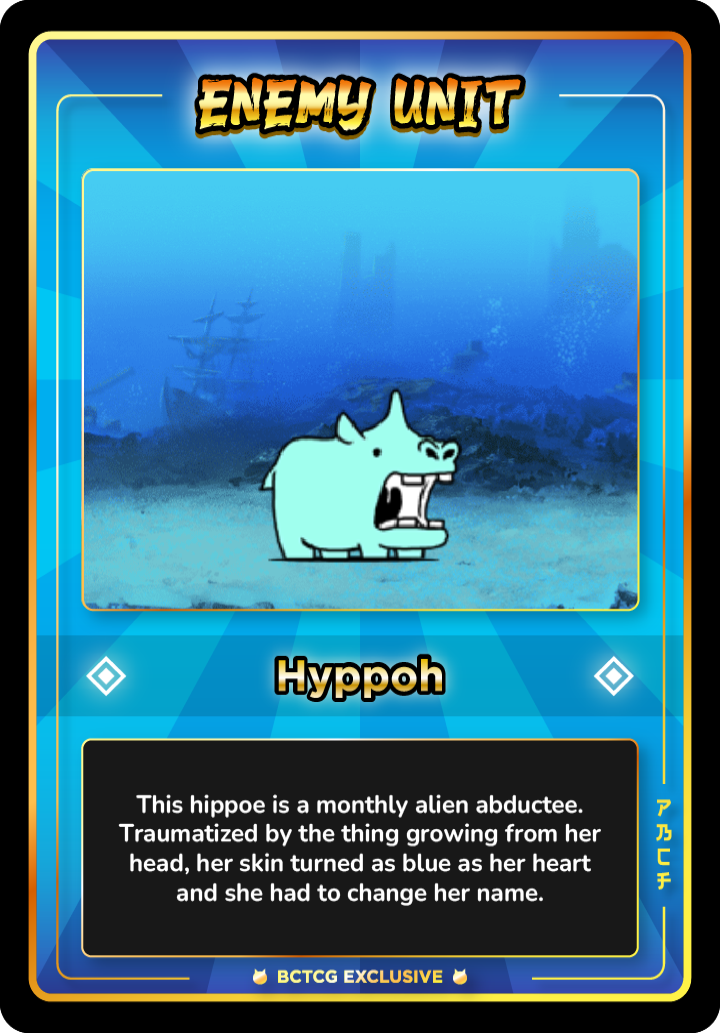 ENEMY UNIT
Hyppoh
This hippoe is a monthly alien abductee.
Traumatized by the thing growing from her
head, her skin turned as blue as her heart
and she had to change her name.
BCTCG EXCLUSIVE